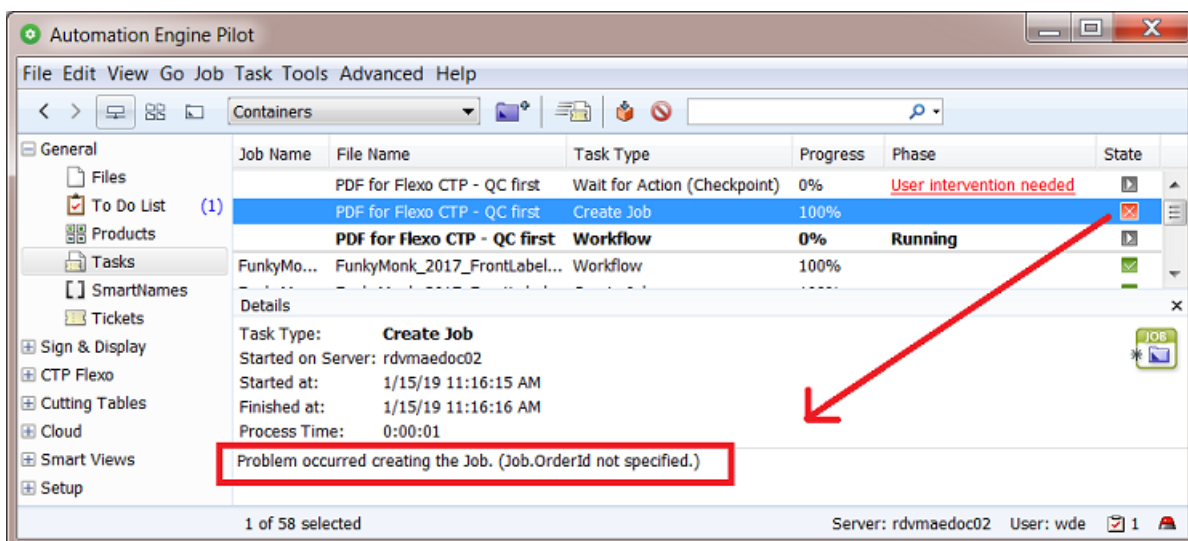 Automation Engine Pilot
File Edit View Go Job Task Tools Advanced Help
Containers
General
Files
To Do List (1)
Products
Tasks
SmartNames
Tickets
Sign & Display
CTP Flexo
Cutting Tables
Cloud
Smart Views
Setup
Job Name File Name Task Type Progress Phase State
PDF for Flexo CTP - QC first Wait for Action (Checkpoint) 0% User intervention needed
PDF for Flexo CTP - QC first Create Job 100%
PDF for Flexo CTP - QC first Workflow 0% Running
FunkyMo... FunkyMonk_2017_FrontLabel... Workflow 100%
Details
Task Type: Create Job
Started on Server: rdvmaedoc02
Started at: 1/15/19 11:16:15 AM
Finished at: 1/15/19 11:16:16 AM
Process Time: 0:00:01
JOB
Problem occurred creating the Job. (Job.OrderId not specified.)
1 of 58 selected
Server: rdvmaedoc02 User: wde 1